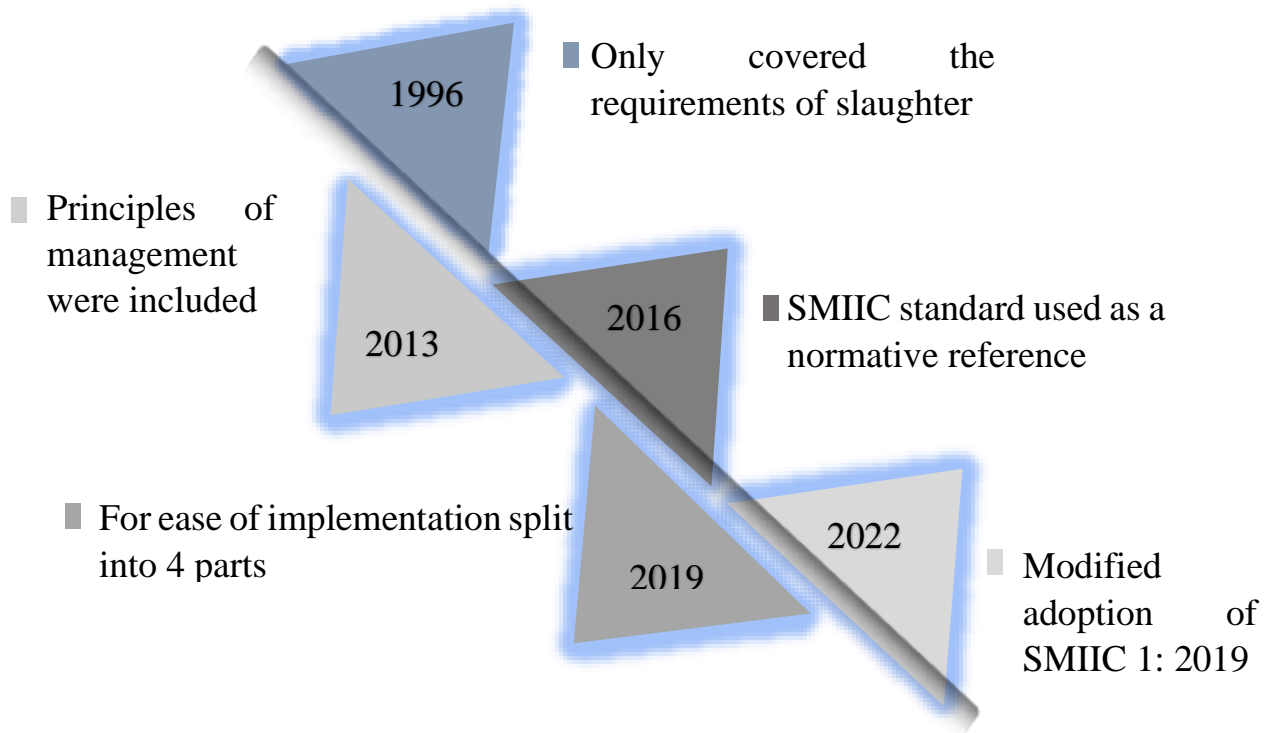 1996
Only covered the
requirements of slaughter
Principles of
management
were included
2013
2016
SMIIC standard used as a
normative reference
For ease of implementation split
into 4 parts
2019
2022
Modified
adoption of
SMIIC 1: 2019